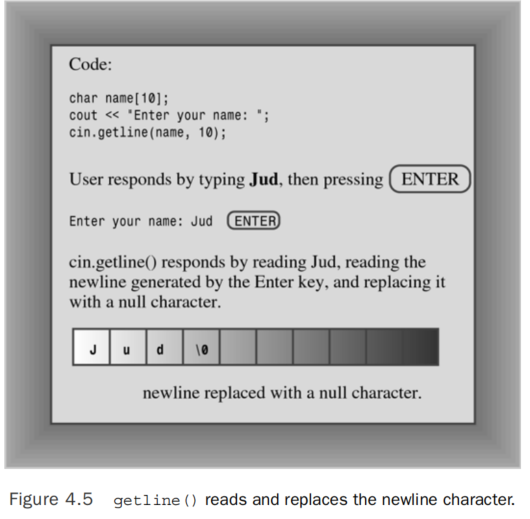 Code:
char name[10];
cout << "Enter your name: ";
cin.getline(name, 10);
User responds by typing Jud, then pressing ENTER
Enter your name: Jud ENTER
cin.getline() responds by reading Jud, reading the
newline generated by the Enter key, and replacing it
with a null character.
J u d \0
newline replaced with a null character.
Figure 4.5 getline() reads and replaces the newline character.